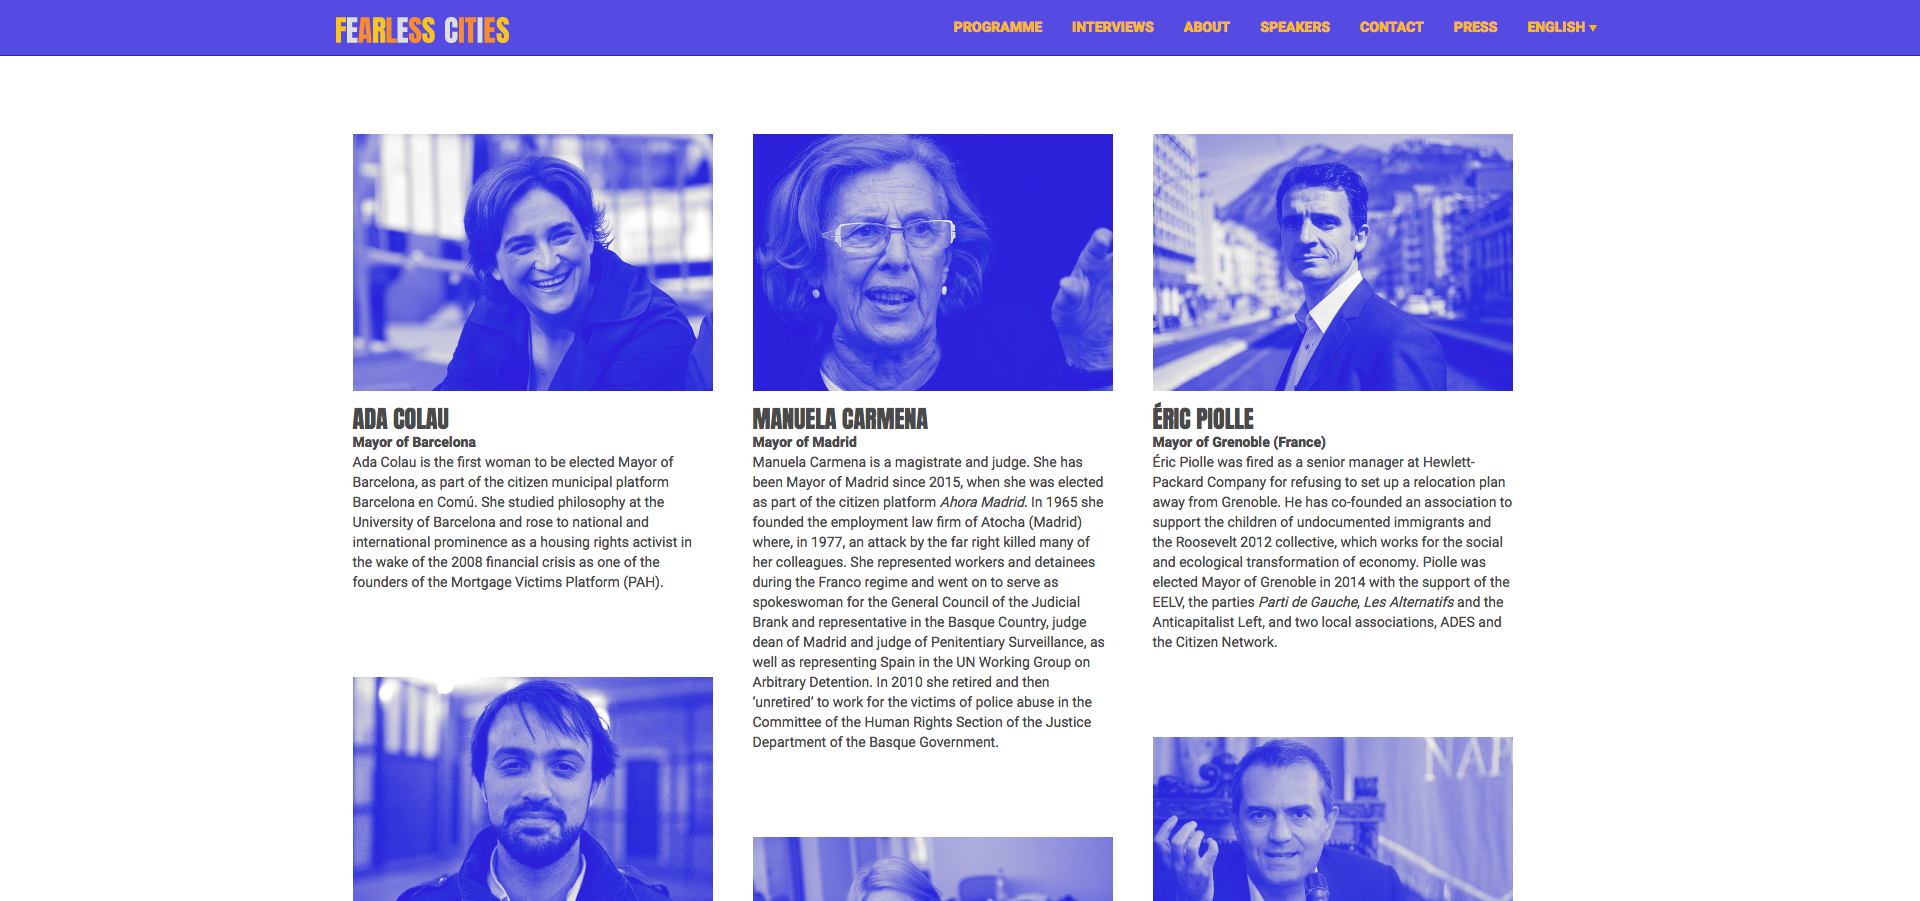 FEARLESS CITIES
PROGRAMME
INTERVIEWS
ABOUT
SPEAKERS
CONTACT
PRESS
ENGLISH ▾
ADA COLAU
Mayor of Barcelona
Ada Colau is the first woman to be elected Mayor of
Barcelona, as part of the citizen municipal platform
Barcelona en Comú. She studied philosophy at the
University of Barcelona and rose to national and
international prominence as a housing rights activist in
the wake of the 2008 financial crisis as one of the
founders of the Mortgage Victims Platform (PAH).
MANUELA CARMENA
Mayor of Madrid
Manuela Carmena is a magistrate and judge. She has
been Mayor of Madrid since 2015, when she was elected
as part of the citizen platform Ahora Madrid. In 1965 she
founded the employment law firm of Atocha (Madrid)
where, in 1977, an attack by the far right killed many of
her colleagues. She represented workers and detainees
during the Franco regime and went on to serve as
spokeswoman for the General Council of the Judicial
Brank and representative in the Basque Country, judge
dean of Madrid and judge of Penitentiary Surveillance, as
well as representing Spain in the UN Working Group on
Arbitrary Detention. In 2010 she retired and then
‘unretired’ to work for the victims of police abuse in the
Committee of the Human Rights Section of the Justice
Department of the Basque Government.
ÉRIC PIOLLE
Mayor of Grenoble (France)
Éric Piolle was fired as a senior manager at Hewlett-
Packard Company for refusing to set up a relocation plan
away from Grenoble. He has co-founded an association to
support the children of undocumented immigrants and
the Roosevelt 2012 collective, which works for the social
and ecological transformation of economy. Piolle was
elected Mayor of Grenoble in 2014 with the support of the
EELV, the parties Parti de Gauche, Les Alternatifs and the
Anticapitalist Left, and two local associations, ADES and
the Citizen Network.